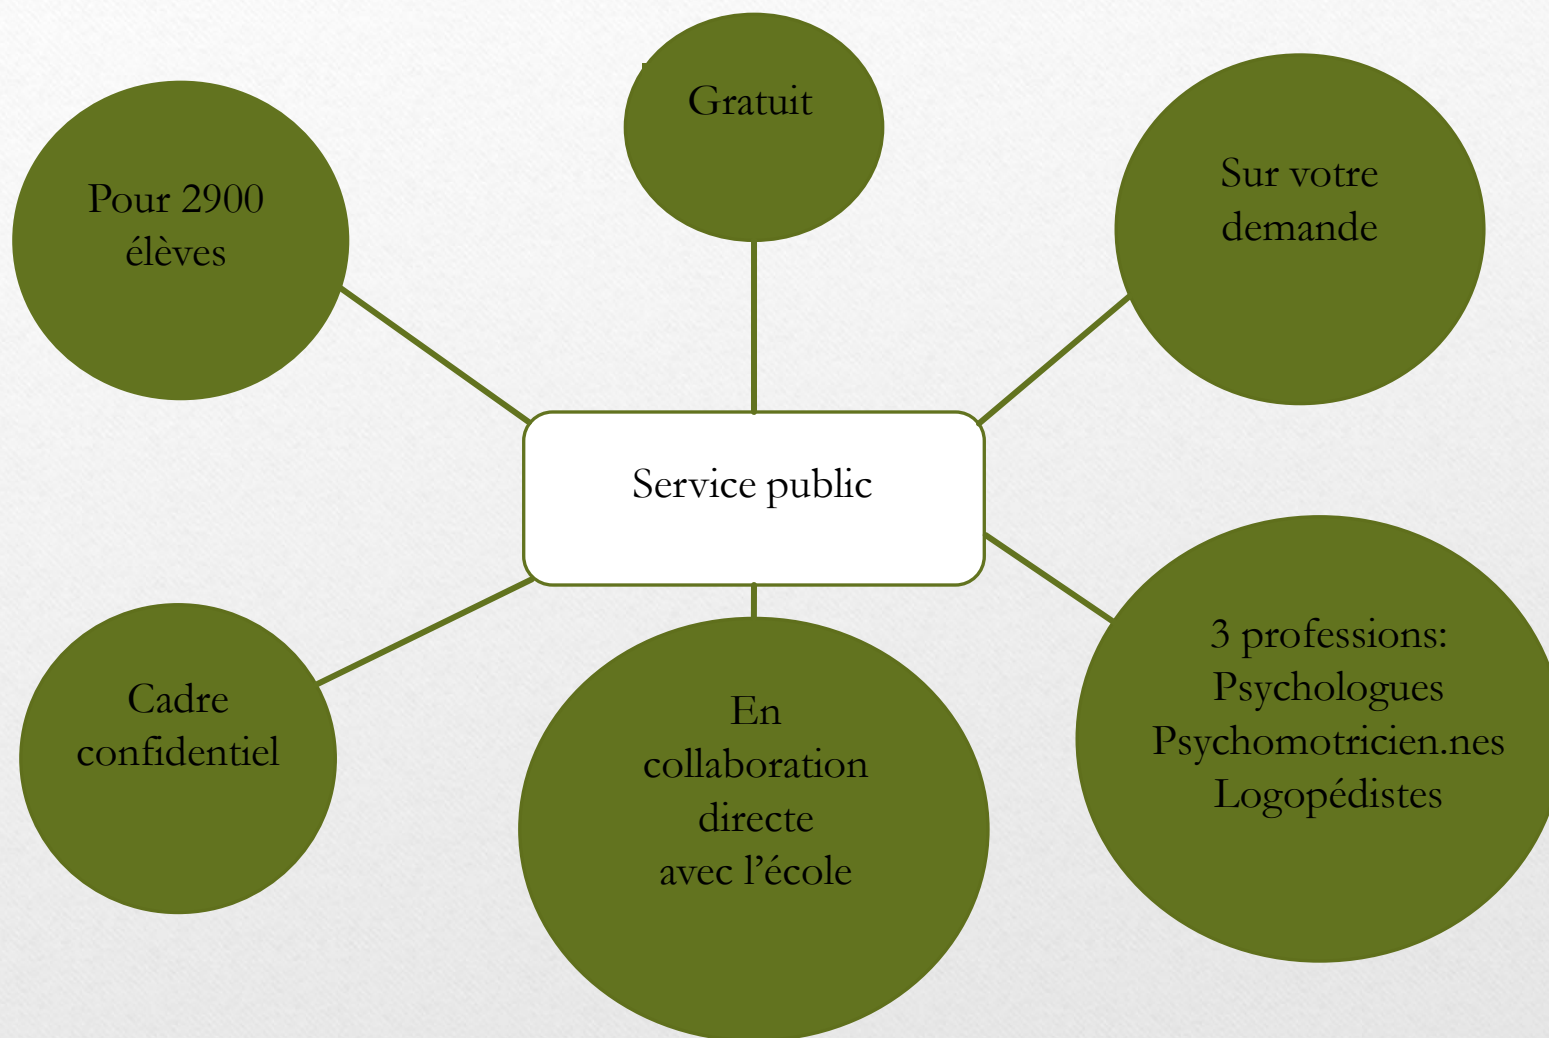 Gratuit
Pour 2900
élèves
Sur votre
demande
Service public
3 professions:
Psychologues
Psychomotricien.nes
Logopédistes
En
collaboration
directe
avec l’école
Cadre
confidentiel